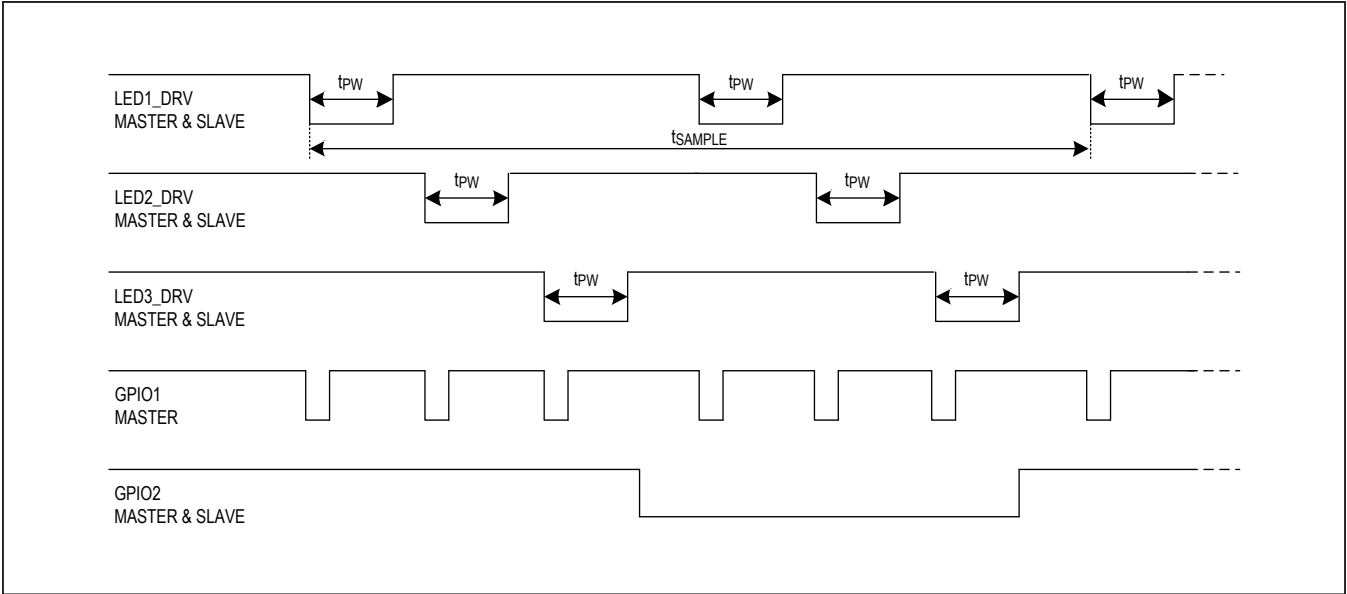 tPW tPW tPW
LED1_DRV
MASTER & SLAVE
tSAMPLE
tPW tPW
LED2_DRV
MASTER & SLAVE
tPW tPW
LED3_DRV
MASTER & SLAVE
GPIO1
MASTER
GPIO2
MASTER & SLAVE